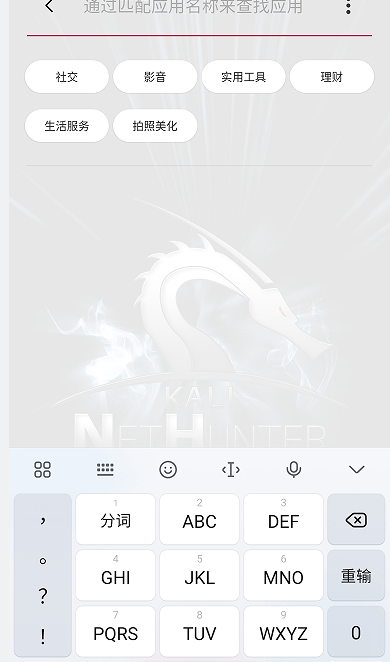 通过匹配应用名称来查找应用
社交 影音 实用工具 理财
生活服务 拍照美化
KALI
NETHUNTER
， 1 分词 2 ABC 3 DEF
。 4 GHI 5 JKL 6 MNO 重输
？
！ 7 PQRS 8 TUV 9 WXYZ 0